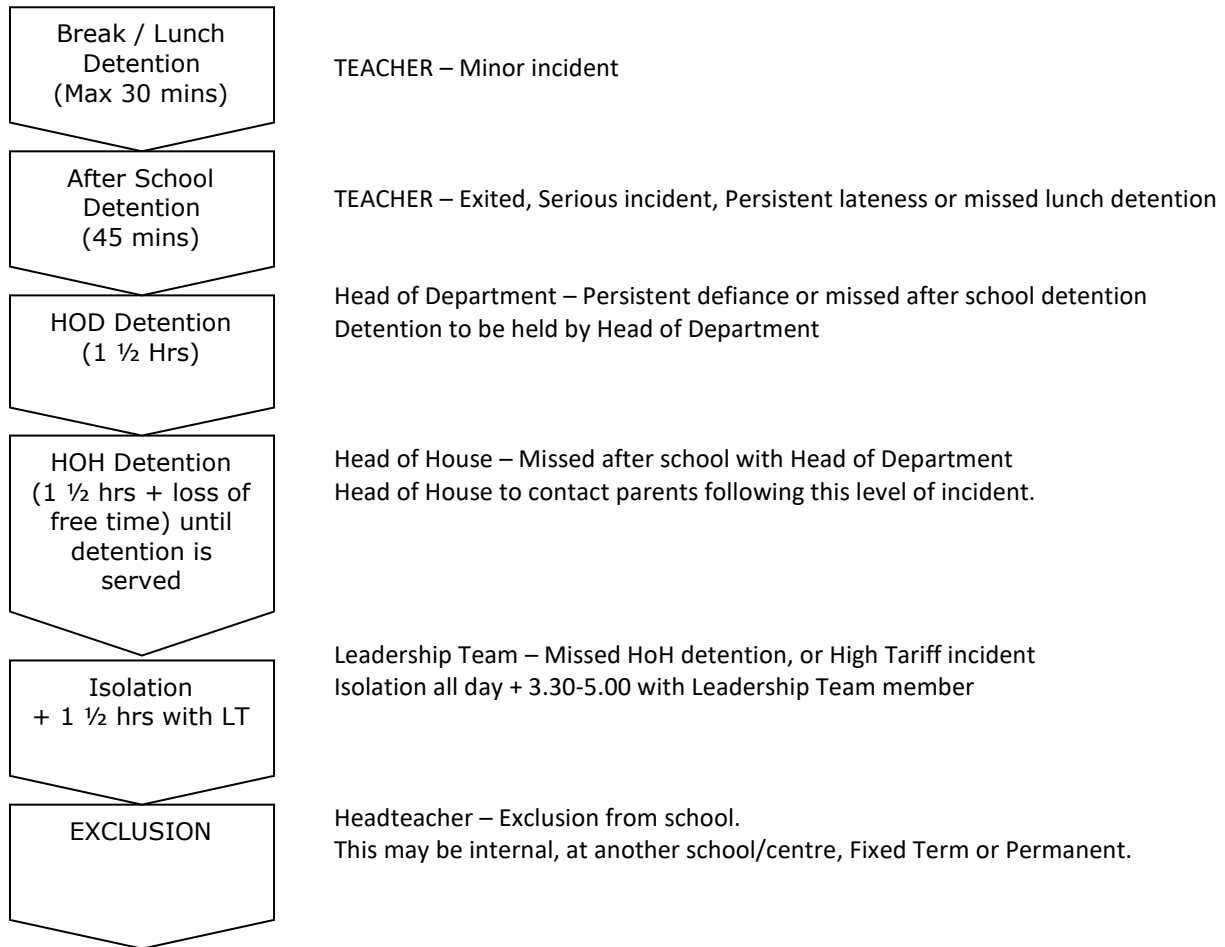 Break / Lunch
Detention
(Max 30 mins)
TEACHER – Minor incident
After School
Detention
(45 mins)
TEACHER – Exited, Serious incident, Persistent lateness or missed lunch detention
HOD Detention
(1 ½ Hrs)
Head of Department – Persistent defiance or missed after school detention
Detention to be held by Head of Department
HOH Detention
(1 ½ hrs + loss of
free time) until
detention is
served
Head of House – Missed after school with Head of Department
Head of House to contact parents following this level of incident.
Isolation
+ 1 ½ hrs with LT
Leadership Team – Missed HoH detention, or High Tariff incident
Isolation all day + 3.30-5.00 with Leadership Team member
EXCLUSION
Headteacher – Exclusion from school.
This may be internal, at another school/centre, Fixed Term or Permanent.